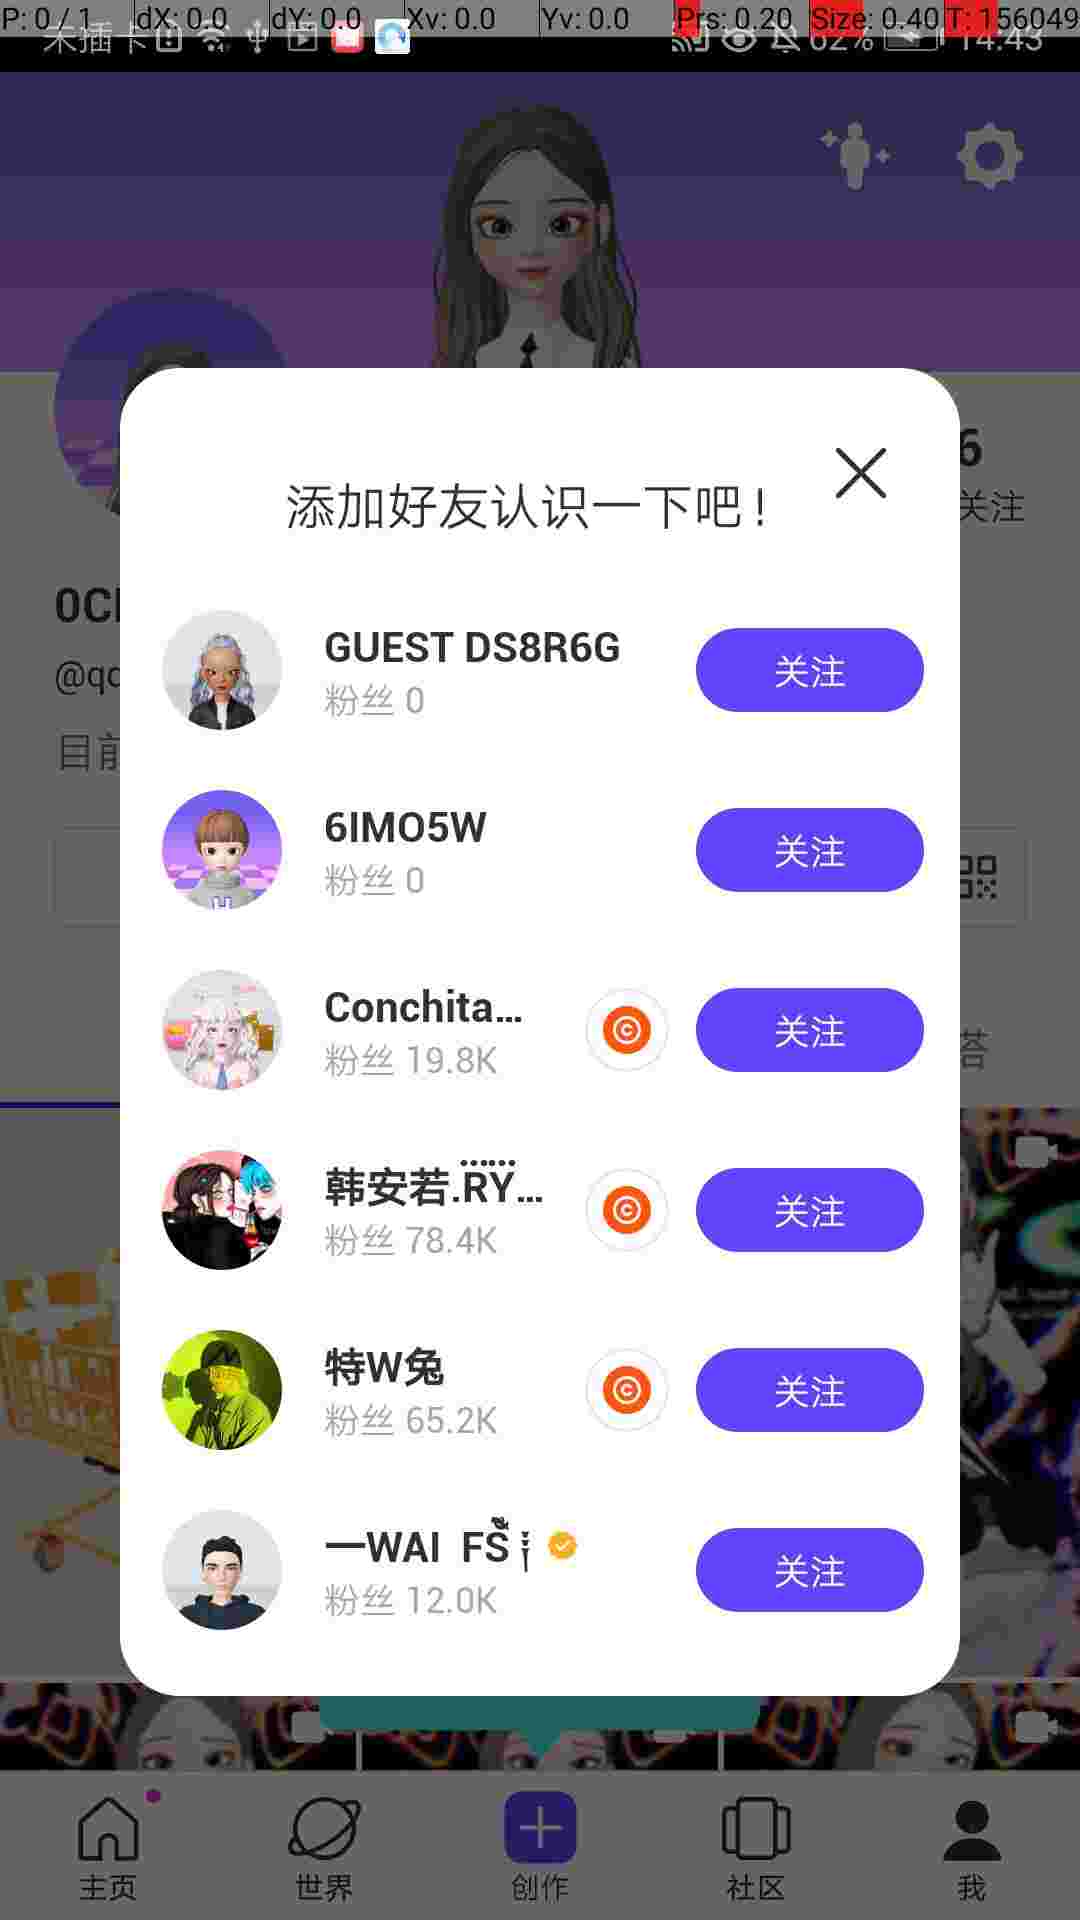 P: 0 / 1 dX: 0.0 dY: 0.0 Xv: 0.0 Yv: 0.0 Prs: 0.20 Size: 0.40 T: 156049
未插卡 62% 14:43
6
关注
添加好友认识一下吧!
@qc
目前
GUEST DS8R6G
粉丝 0
关注
6IMO5W
粉丝 0
关注
Conchita...
粉丝 19.8K
关注
韩安若.RY...
粉丝 78.4K
关注
特W兔
粉丝 65.2K
关注
一WAI FS
粉丝 12.0K
关注
主页 世界 创作 社区 我